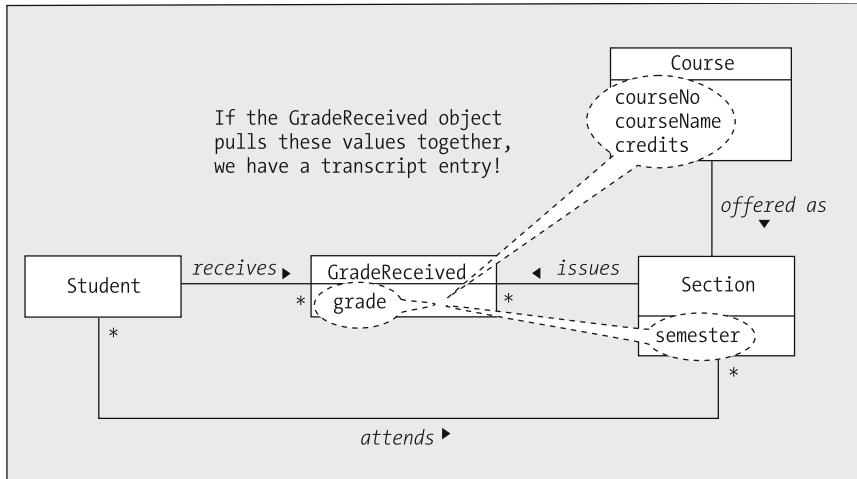 Course
courseNo
courseName
credits
If the GradeReceived object
pulls these values together,
we have a transcript entry!
offered as
Student
receives
GradeReceived
issues
Section
*
grade
*
semester
*
*
attends